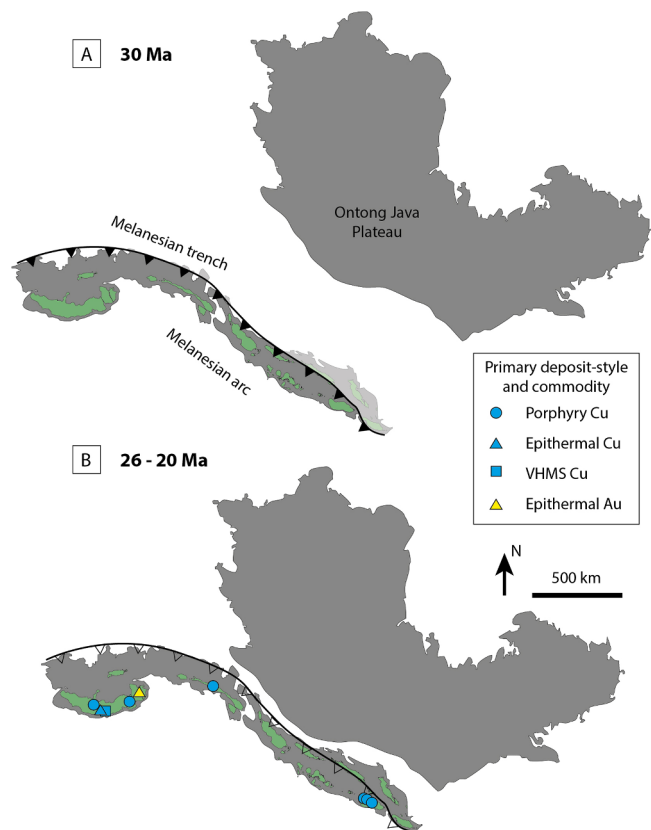 A 30 Ma
Ontong Java
Plateau
Melanesian trench
Melanesian arc
Primary deposit-style
and commodity
Porphyry Cu
Epithermal Cu
VHMS Cu
Epithermal Au
B 26 - 20 Ma
N
500 km